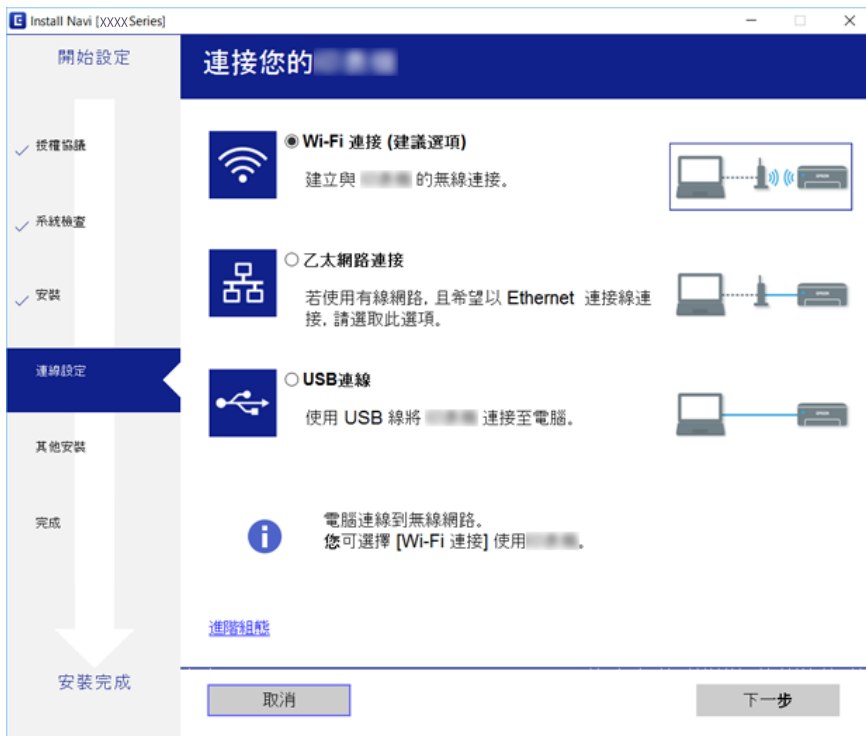 Install Navi [XXXX Series]
開始設定
授權協議
系統檢查
安裝
連線設定
其他安裝
完成
安裝完成
連接您的
Wi-Fi 連接 (建議選項)
建立與 的無線連接。
乙太網路連接
若使用有線網路, 且希望以 Ethernet 連接線連
接, 請選取此選項。
USB連線
使用 USB 線將 連接至電腦。
電腦連線到無線網路。
您可選擇 [Wi-Fi 連接] 使用 。
進階組態
取消
下一步